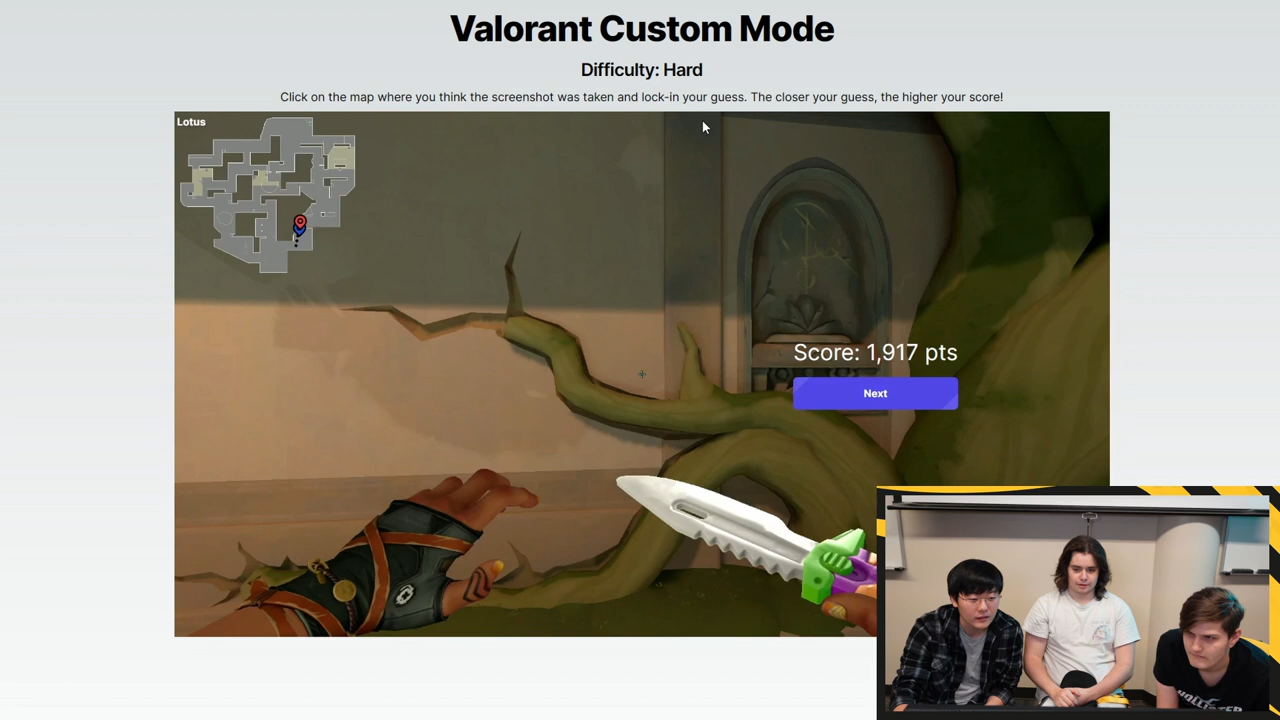 Valorant Custom Mode
Difficulty: Hard
Click on the map where you think the screenshot was taken and lock-in your guess. The closer your guess, the higher your score!
Lotus
Score: 1,917 pts
Next
HOLLISTER